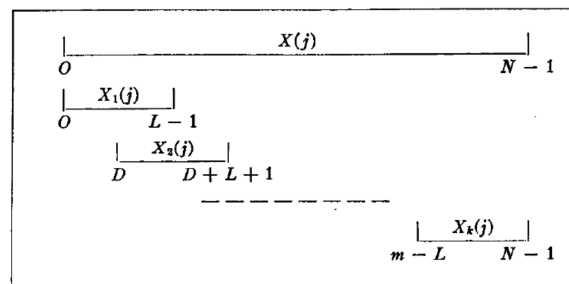 X(j)
O N − 1
X₁(j)
O L − 1
X₂(j)
D D + L + 1
X_k(j)
m − L N − 1